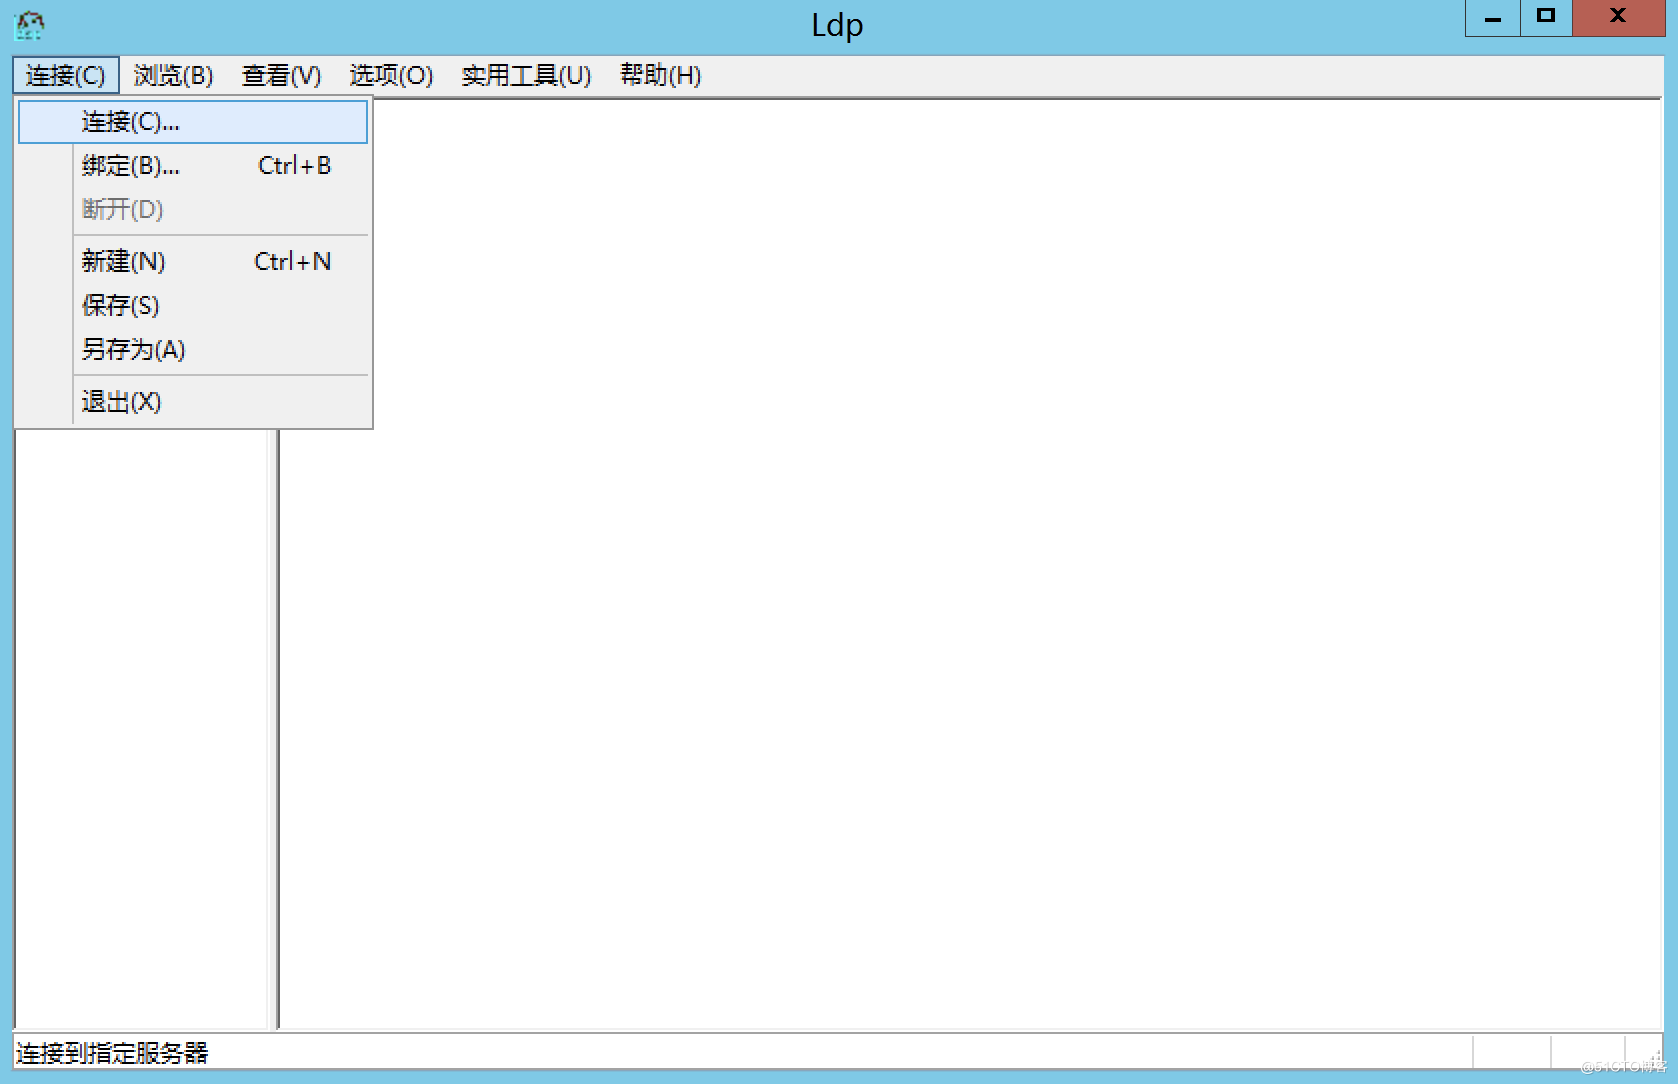 Ldp
连接(C) 浏览(B) 查看(V) 选项(O) 实用工具(U) 帮助(H)
连接(C)...
绑定(B)... Ctrl+B
断开(D)
新建(N) Ctrl+N
保存(S)
另存为(A)
退出(X)
连接到指定服务器
@51CTO博客